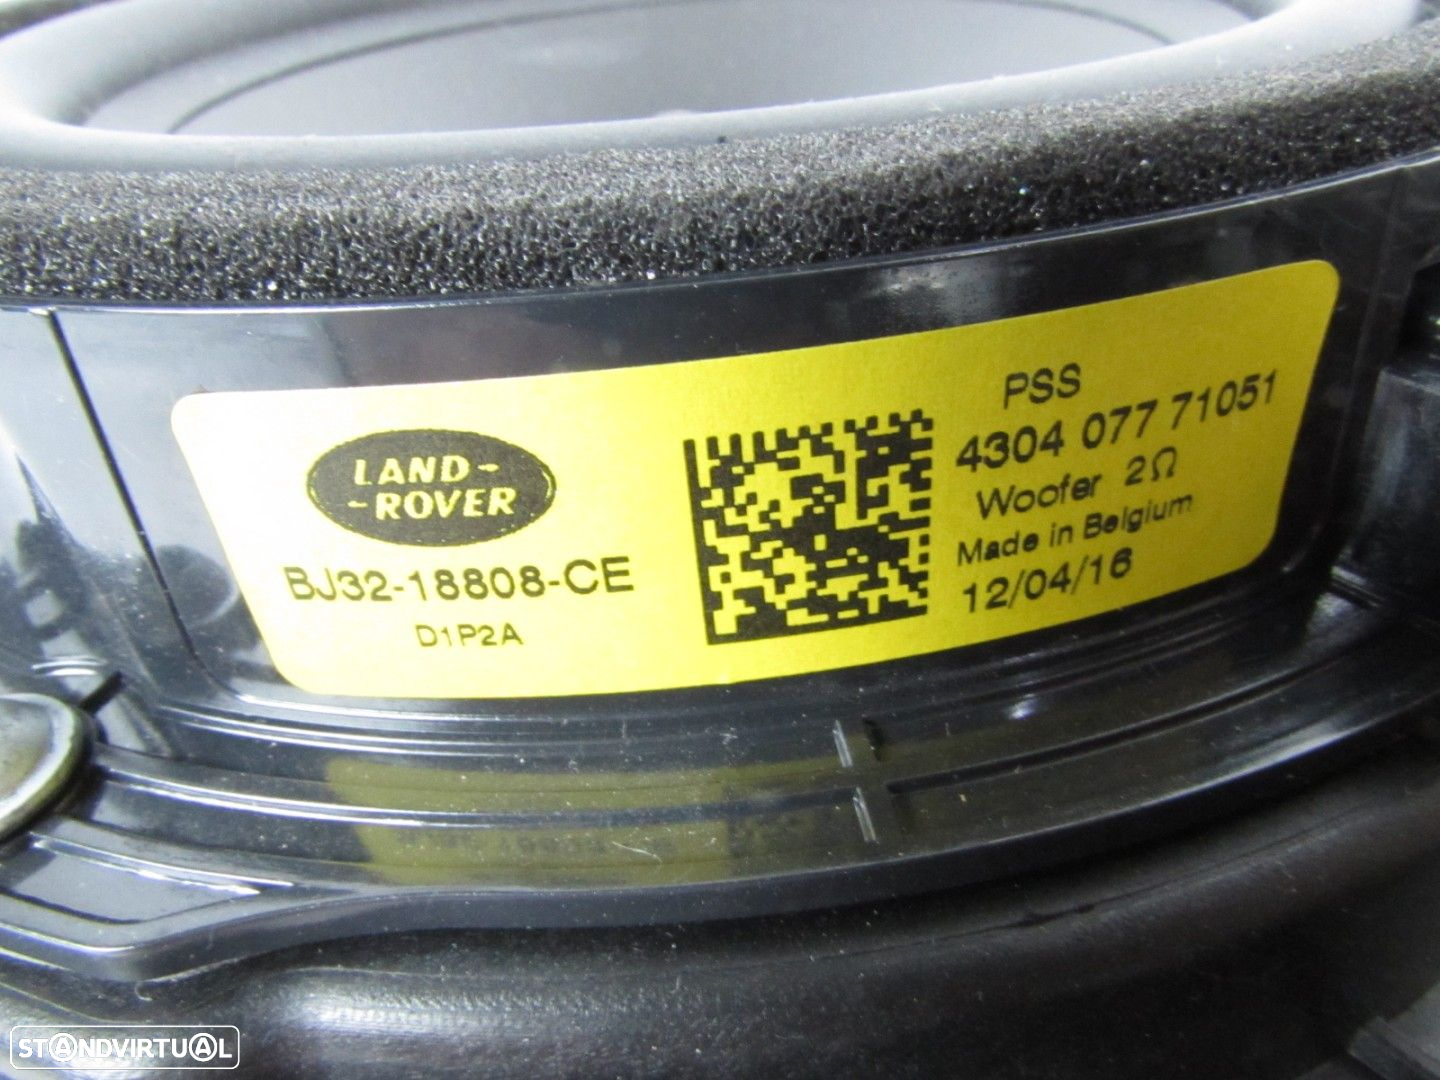 LAND-
-ROVER
BJ32-18808-CE
D1P2A
PSS
4304 077 71051
Woofer 2Ω
Made in Belgium
12/04/16
STANDVIRTUAL